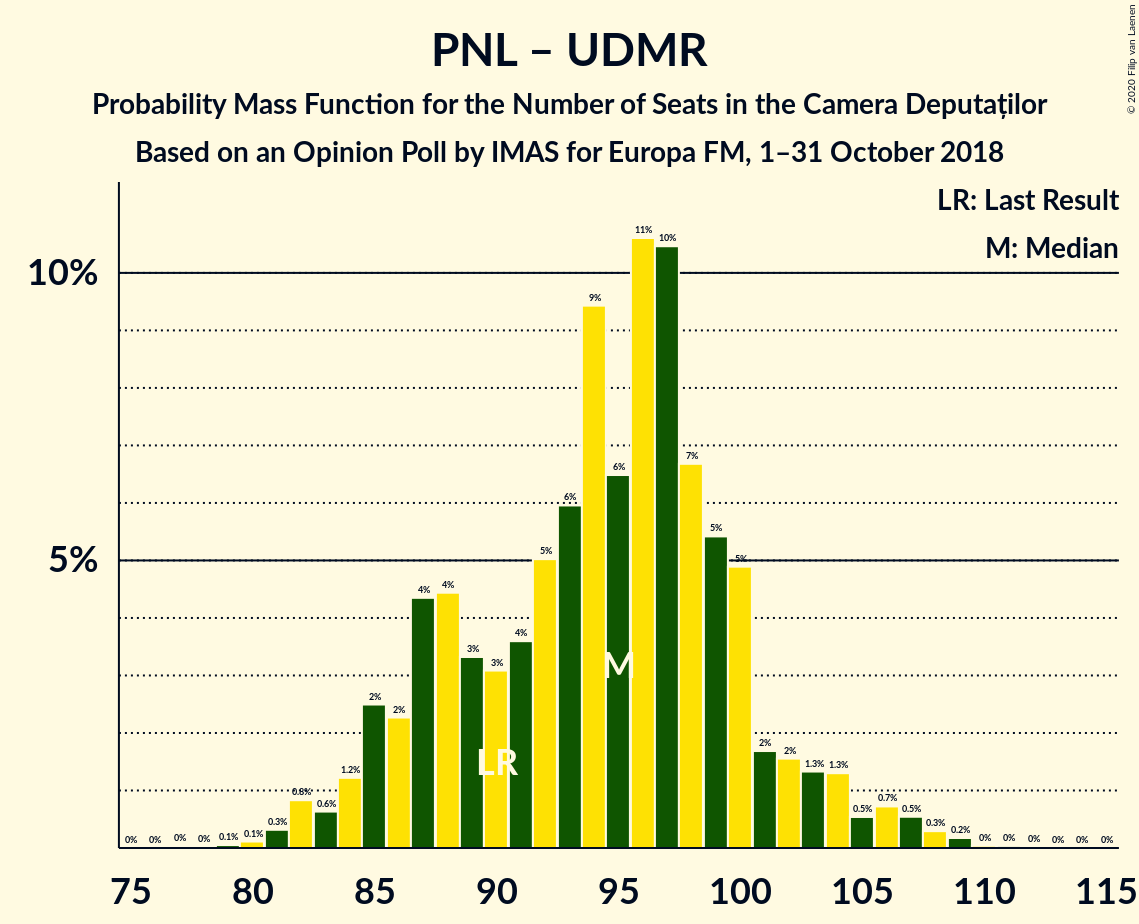 PNL – UDMR
Probability Mass Function for the Number of Seats in the Camera Deputaților
Based on an Opinion Poll by IMAS for Europa FM, 1–31 October 2018
© 2020 Filip van Laenen
LR: Last Result
M: Median
10%
5%
0% 0% 0% 0% 0.1% 0.1% 0.3% 0.8% 0.6% 1.2% 2% 2% 4% 4% 3% 3% 4% 5% 6% 9% 6% 11% 10% 7% 5% 5% 2% 2% 1.3% 1.3% 0.5% 0.7% 0.5% 0.3% 0.2% 0% 0% 0% 0% 0% 0%
M
LR
75 80 85 90 95 100 105 110 115